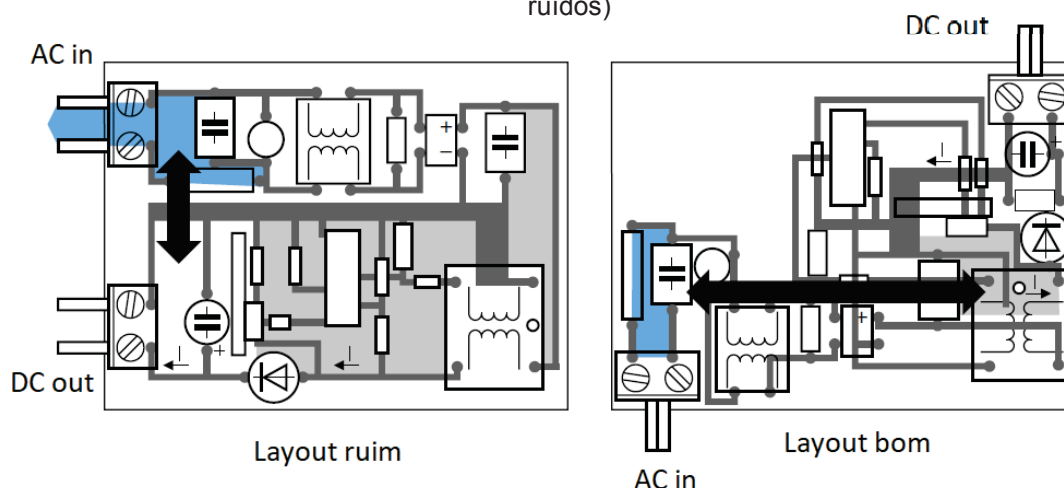 ruídos)
DC out
AC in
+
−
+
+
+
DC out
Layout ruim
Layout bom
AC in